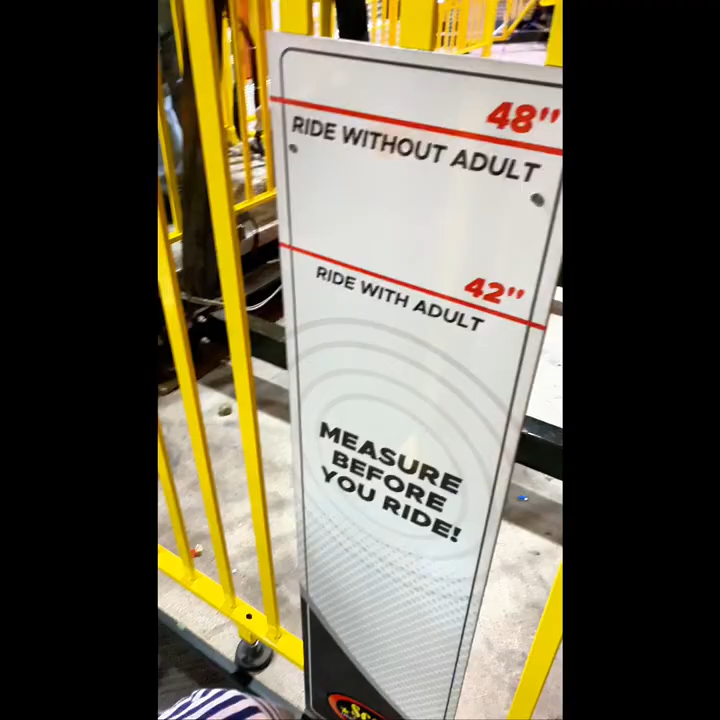 48"
RIDE WITHOUT ADULT
42"
RIDE WITH ADULT
MEASURE
BEFORE
YOU RIDE!